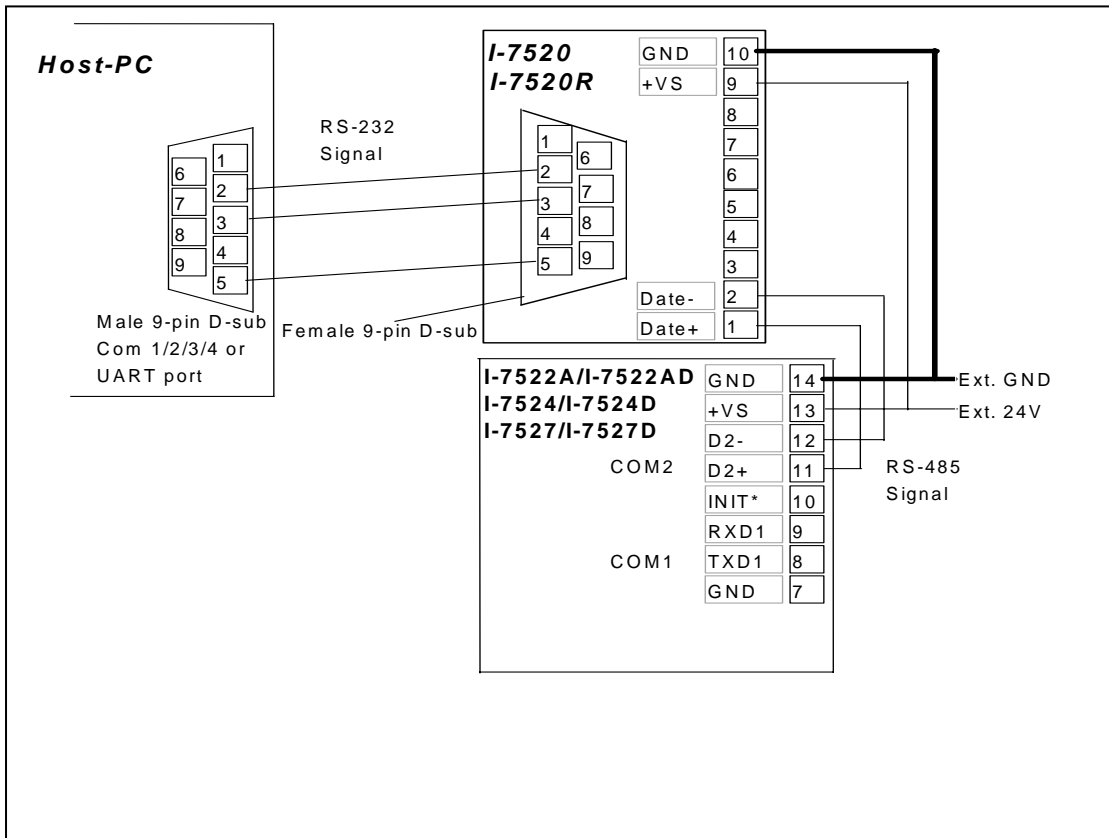 Host-PC
1
2
3
4
5
6
7
8
9
Male 9-pin D-sub
Com 1/2/3/4 or
UART port
RS-232
Signal
Female 9-pin D-sub
I-7520
I-7520R
1
2
3
4
5
6
7
8
9
GND 10
+VS 9
8
7
6
5
4
3
Date- 2
Date+ 1
I-7522A/I-7522AD
I-7524/I-7524D
I-7527/I-7527D
GND 14
+VS 13
D2- 12
COM2 D2+ 11
INIT* 10
RXD1 9
COM1 TXD1 8
GND 7
Ext. GND
Ext. 24V
RS-485
Signal